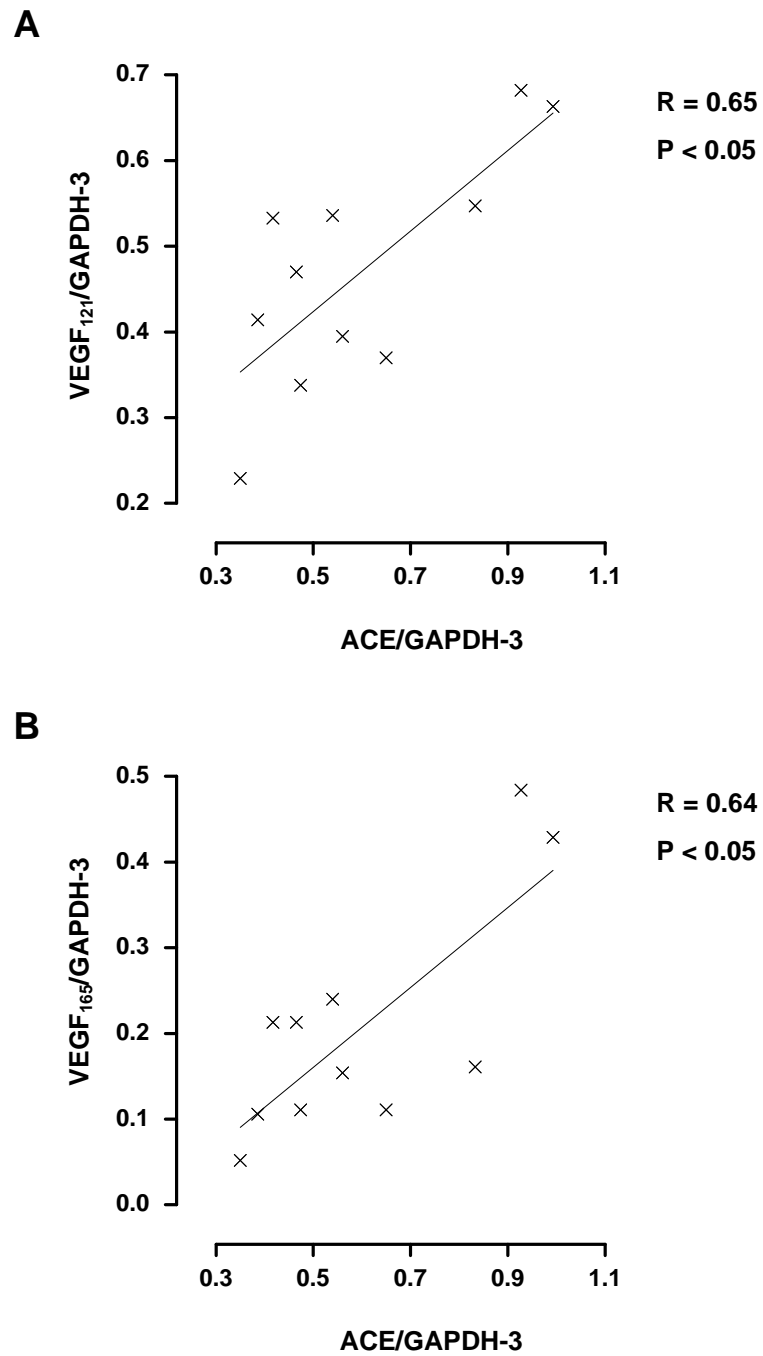 A
0.7
0.6
0.5
0.4
0.3
0.2
VEGF₁₂₁/GAPDH-3
R = 0.65
P < 0.05
0.3 0.5 0.7 0.9 1.1
ACE/GAPDH-3
B
0.5
0.4
0.3
0.2
0.1
0.0
VEGF₁₆₅/GAPDH-3
R = 0.64
P < 0.05
0.3 0.5 0.7 0.9 1.1
ACE/GAPDH-3